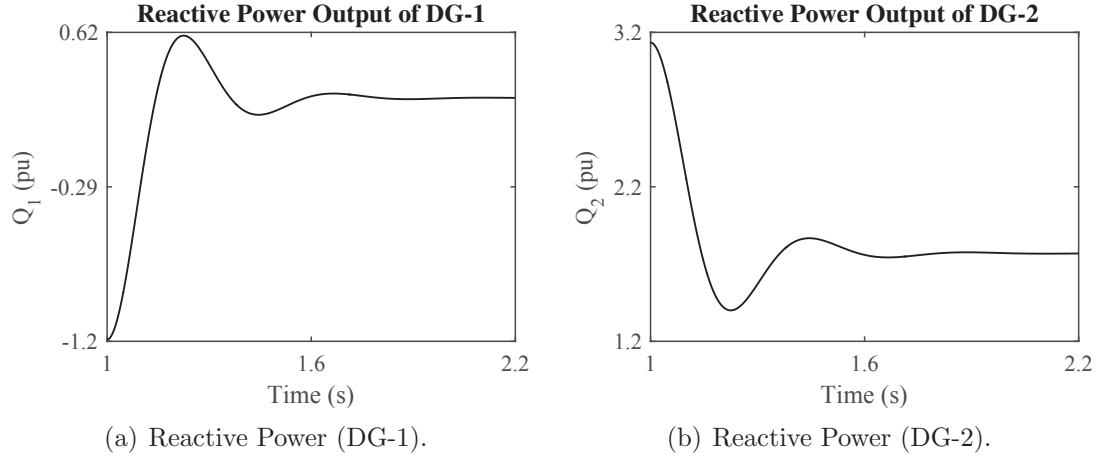 Reactive Power Output of DG-1
0.62
-0.29
-1.2
Q1 (pu)
1 1.6 2.2
Time (s)
(a) Reactive Power (DG-1).
Reactive Power Output of DG-2
3.2
2.2
1.2
Q2 (pu)
1 1.6 2.2
Time (s)
(b) Reactive Power (DG-2).